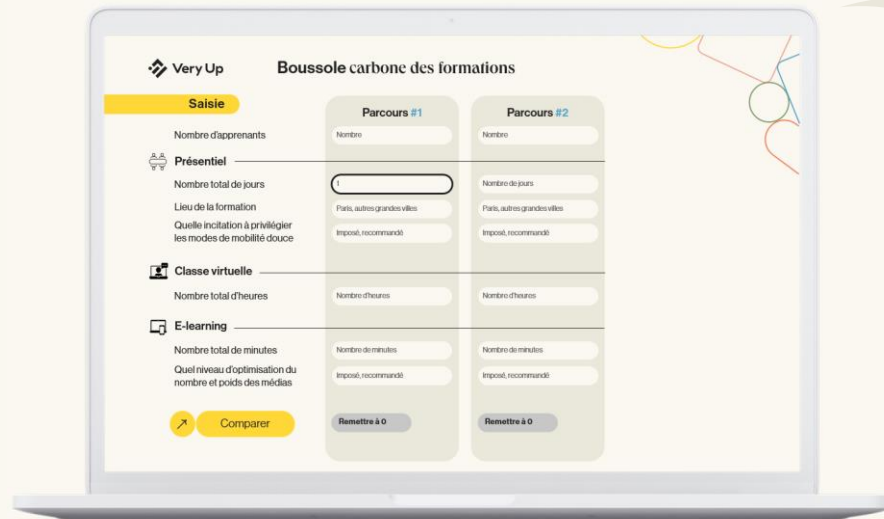 Very Up
Boussole carbone des formations
Saisie
Parcours #1
Parcours #2
Nombre d'apprenants
Nombre
Nombre
Présentiel
Nombre total de jours
1
Nombre de jours
Lieu de la formation
Paris, autres grandes villes
Paris, autres grandes villes
Quelle incitation à privilégier
les modes de mobilité douce
Imposé, recommandé
Imposé, recommandé
Classe virtuelle
Nombre total d'heures
Nombre d'heures
Nombre d'heures
E-learning
Nombre total de minutes
Nombre de minutes
Nombre de minutes
Quel niveau d'optimisation du
nombre et poids des médias
Imposé, recommandé
Imposé, recommandé
Comparer
Remettre à 0
Remettre à 0